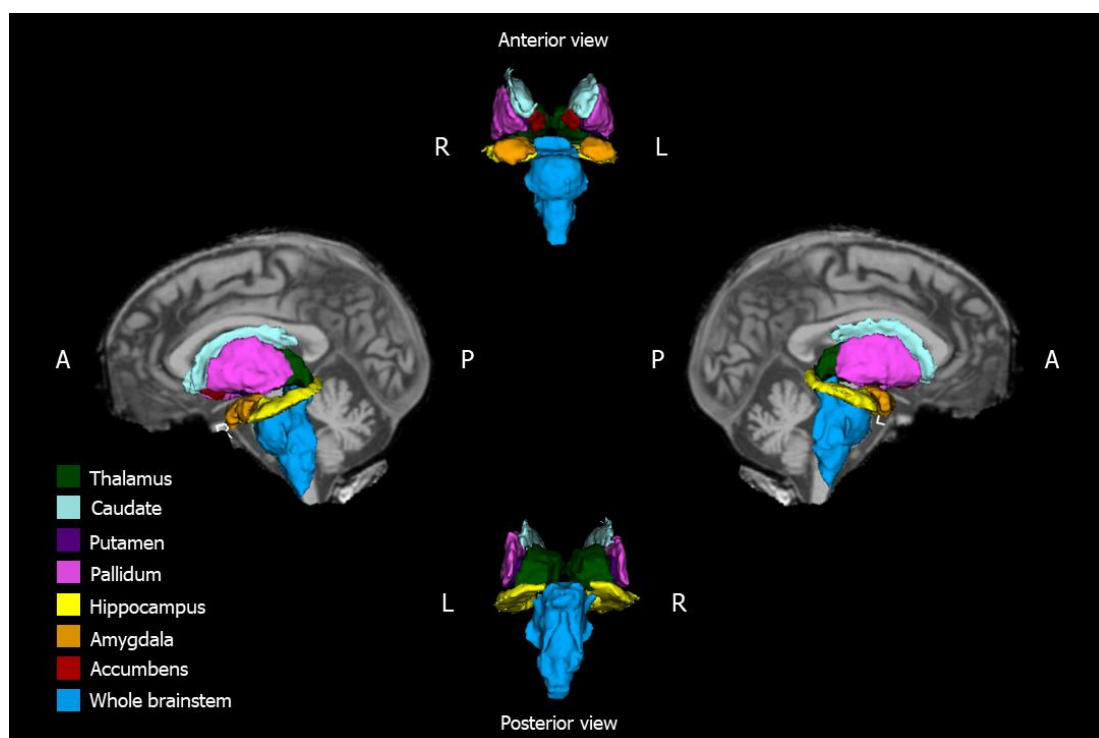 Anterior view
R
L
A
P
P
A
Thalamus
Caudate
Putamen
Pallidum
Hippocampus
Amygdala
Accumbens
Whole brainstem
L
R
Posterior view